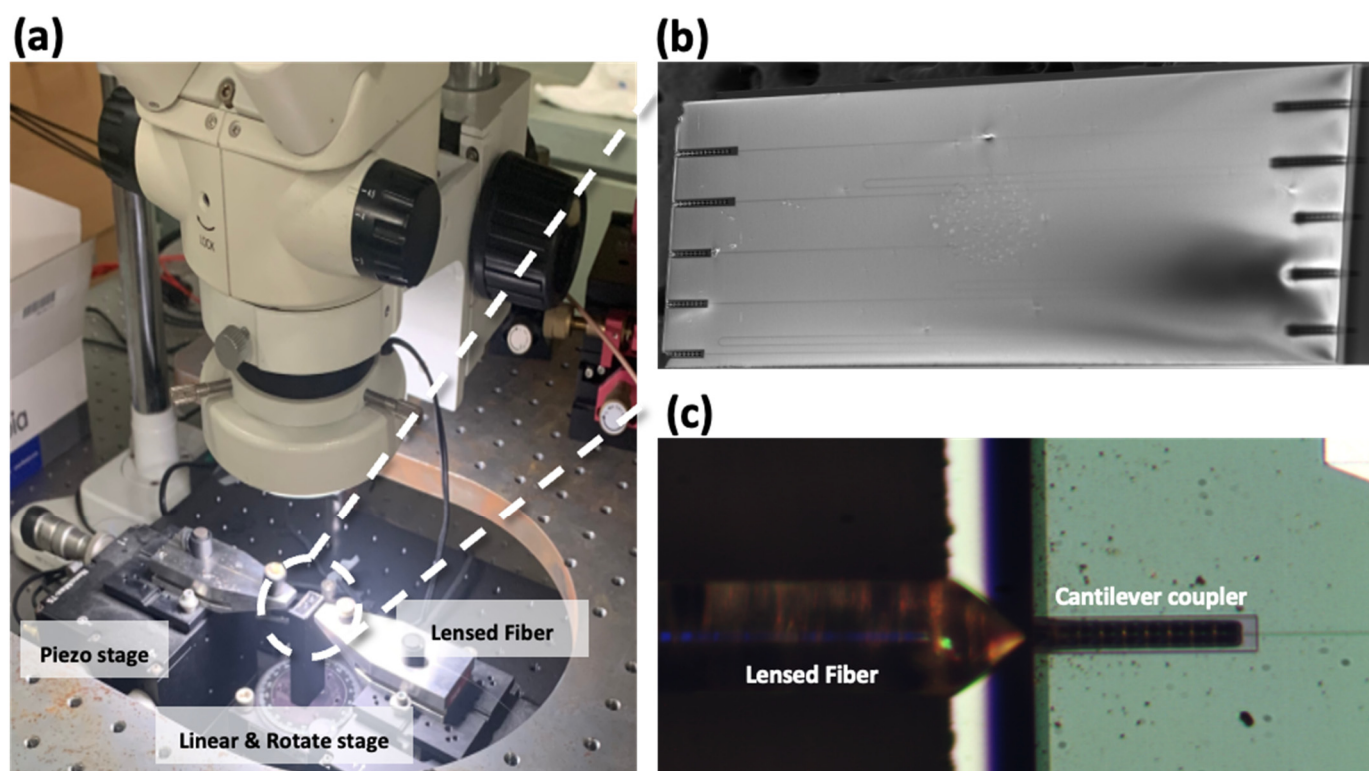 (a)
(b)
LOCK
Piezo stage
Lensed Fiber
Linear & Rotate stage
(c)
Cantilever coupler
Lensed Fiber